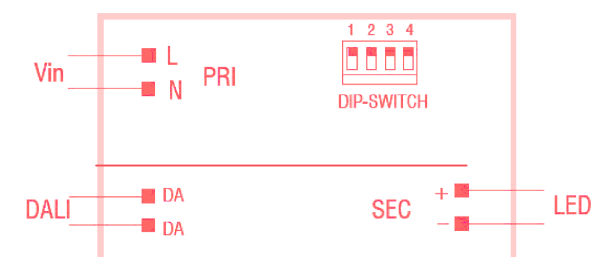 1 2 3 4
L
Vin
PRI
N
DIP-SWITCH
DA
+
DALI
SEC
LED
DA
−